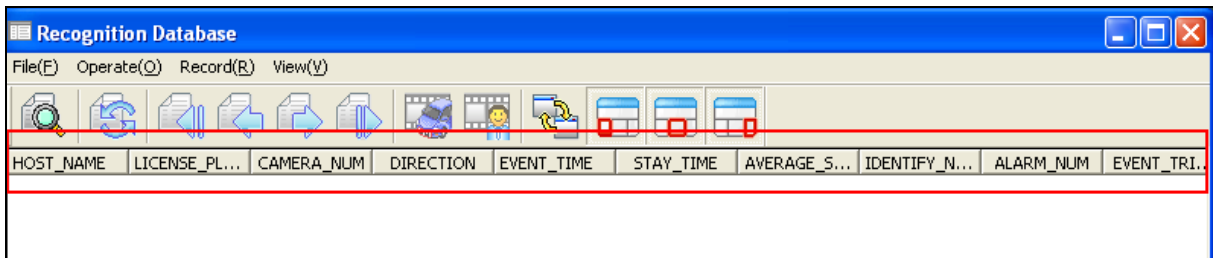 Recognition Database
File(F) Operate(O) Record(R) View(V)
HOST_NAME LICENSE_PL... CAMERA_NUM DIRECTION EVENT_TIME STAY_TIME AVERAGE_S... IDENTIFY_N... ALARM_NUM EVENT_TRI...